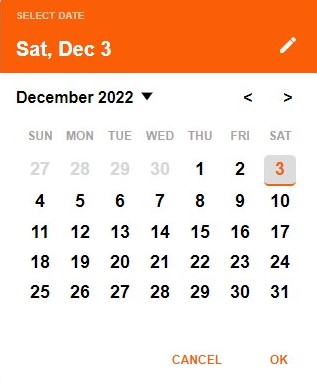 SELECT DATE
Sat, Dec 3
December 2022 < >
SUN MON TUE WED THU FRI SAT
27 28 29 30 1 2 3
4 5 6 7 8 9 10
11 12 13 14 15 16 17
18 19 20 21 22 23 24
25 26 27 28 29 30 31
CANCEL OK